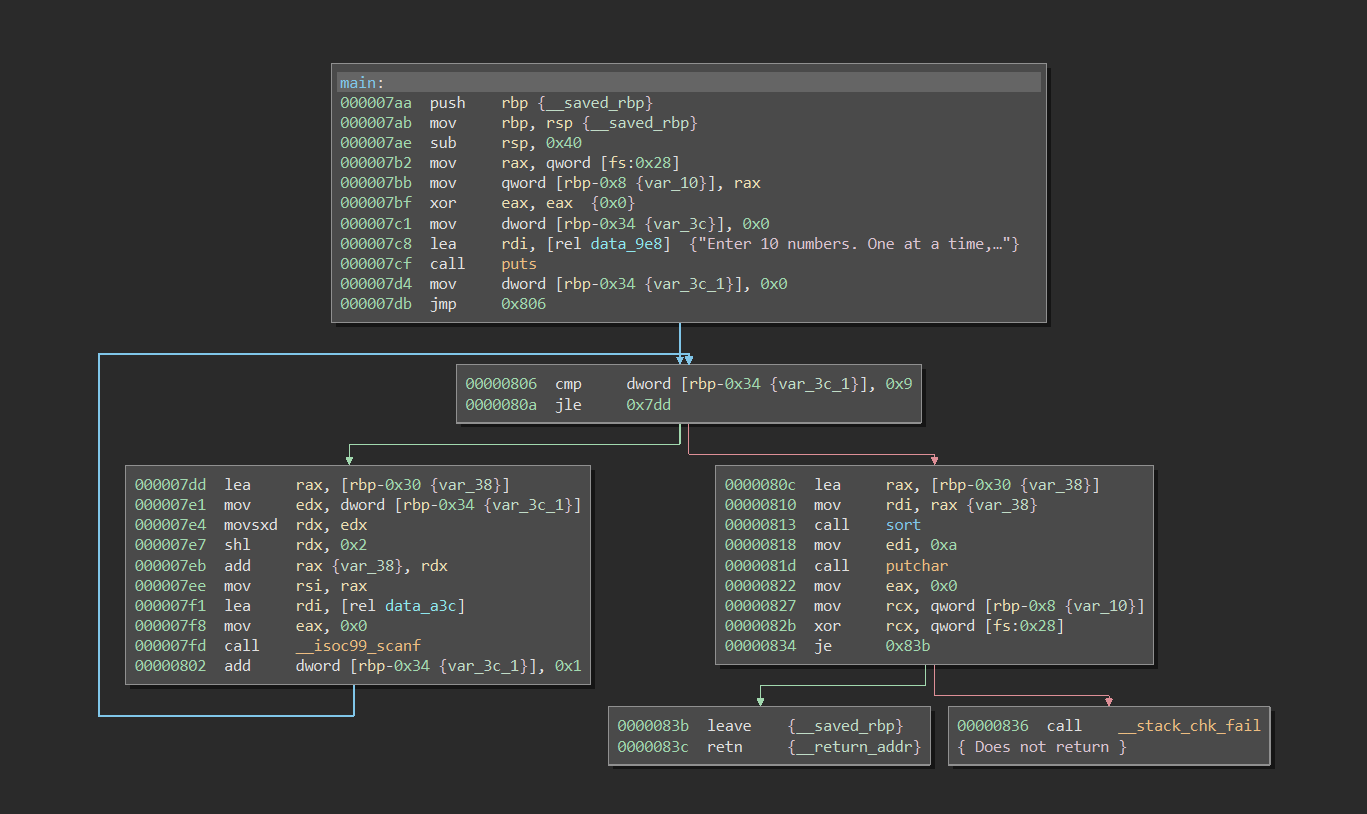 main:
000007aa push rbp {__saved_rbp}
000007ab mov rbp, rsp {__saved_rbp}
000007ae sub rsp, 0x40
000007b2 mov rax, qword [fs:0x28]
000007bb mov qword [rbp-0x8 {var_10}], rax
000007bf xor eax, eax {0x0}
000007c1 mov dword [rbp-0x34 {var_3c}], 0x0
000007c8 lea rdi, [rel data_9e8] {"Enter 10 numbers. One at a time,…"}
000007cf call puts
000007d4 mov dword [rbp-0x34 {var_3c_1}], 0x0
000007db jmp 0x806
00000806 cmp dword [rbp-0x34 {var_3c_1}], 0x9
0000080a jle 0x7dd
000007dd lea rax, [rbp-0x30 {var_38}]
000007e1 mov edx, dword [rbp-0x34 {var_3c_1}]
000007e4 movsxd rdx, edx
000007e7 shl rdx, 0x2
000007eb add rax {var_38}, rdx
000007ee mov rsi, rax
000007f1 lea rdi, [rel data_a3c]
000007f8 mov eax, 0x0
000007fd call __isoc99_scanf
00000802 add dword [rbp-0x34 {var_3c_1}], 0x1
0000080c lea rax, [rbp-0x30 {var_38}]
00000810 mov rdi, rax {var_38}
00000813 call sort
00000818 mov edi, 0xa
0000081d call putchar
00000822 mov eax, 0x0
00000827 mov rcx, qword [rbp-0x8 {var_10}]
0000082b xor rcx, qword [fs:0x28]
00000834 je 0x83b
0000083b leave {__saved_rbp}
0000083c retn {__return_addr}
00000836 call __stack_chk_fail
{ Does not return }